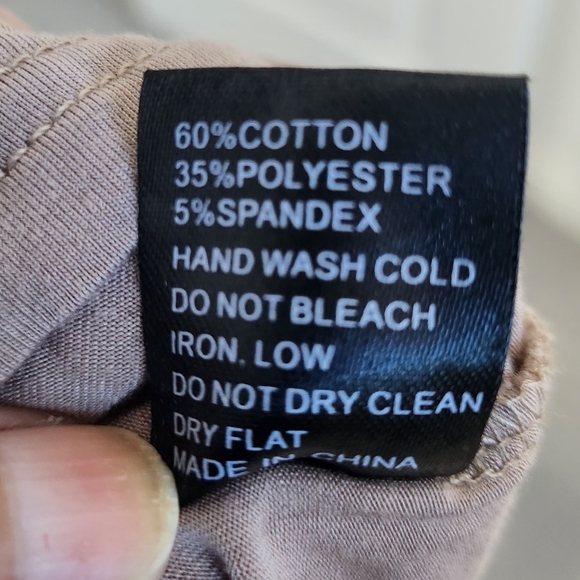 60%COTTON
35%POLYESTER
5%SPANDEX
HAND WASH COLD
DO NOT BLEACH
IRON. LOW
DO NOT DRY CLEAN
DRY FLAT
MADE IN CHINA